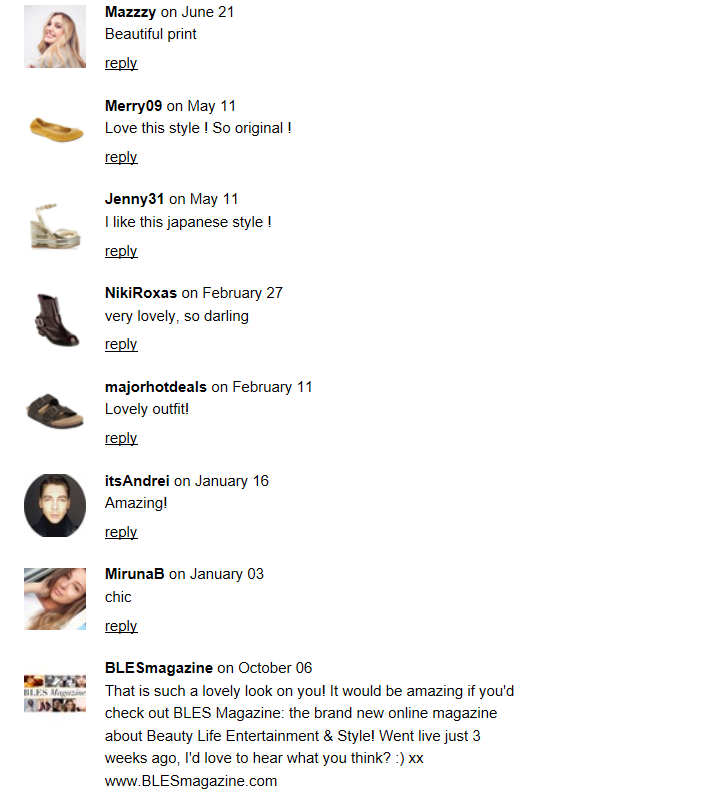 Mazzzy on June 21
Beautiful print
reply
Merry09 on May 11
Love this style ! So original !
reply
Jenny31 on May 11
I like this japanese style !
reply
NikiRoxas on February 27
very lovely, so darling
reply
majorhotdeals on February 11
Lovely outfit!
reply
itsAndrei on January 16
Amazing!
reply
MirunaB on January 03
chic
reply
BLESmagazine on October 06
BLES Magazine
That is such a lovely look on you! It would be amazing if you'd
check out BLES Magazine: the brand new online magazine
about Beauty Life Entertainment & Style! Went live just 3
weeks ago, I'd love to hear what you think? :) xx
www.BLESmagazine.com